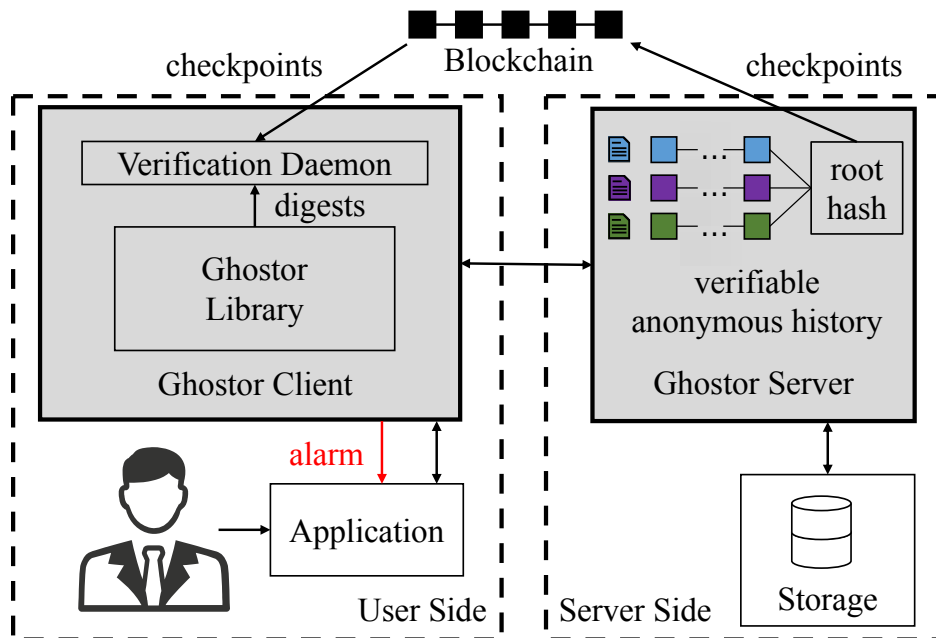 Blockchain
checkpoints
checkpoints
Verification Daemon
digests
Ghostor
Library
Ghostor Client
root
hash
...
...
...
verifiable
anonymous history
Ghostor Server
alarm
Application
Storage
User Side
Server Side